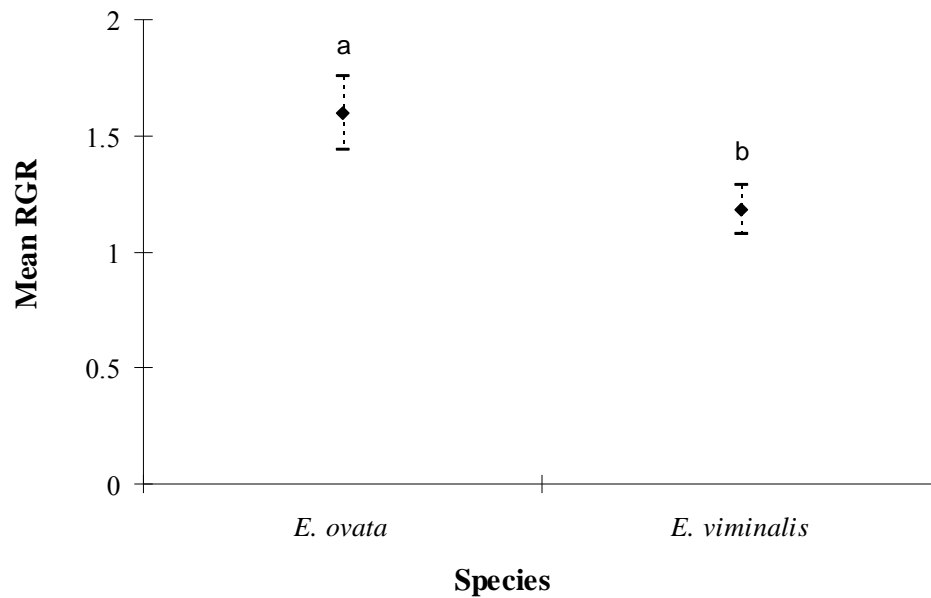 2
a
1.5
b
1
0.5
0
Mean RGR
E. ovata E. viminalis
Species